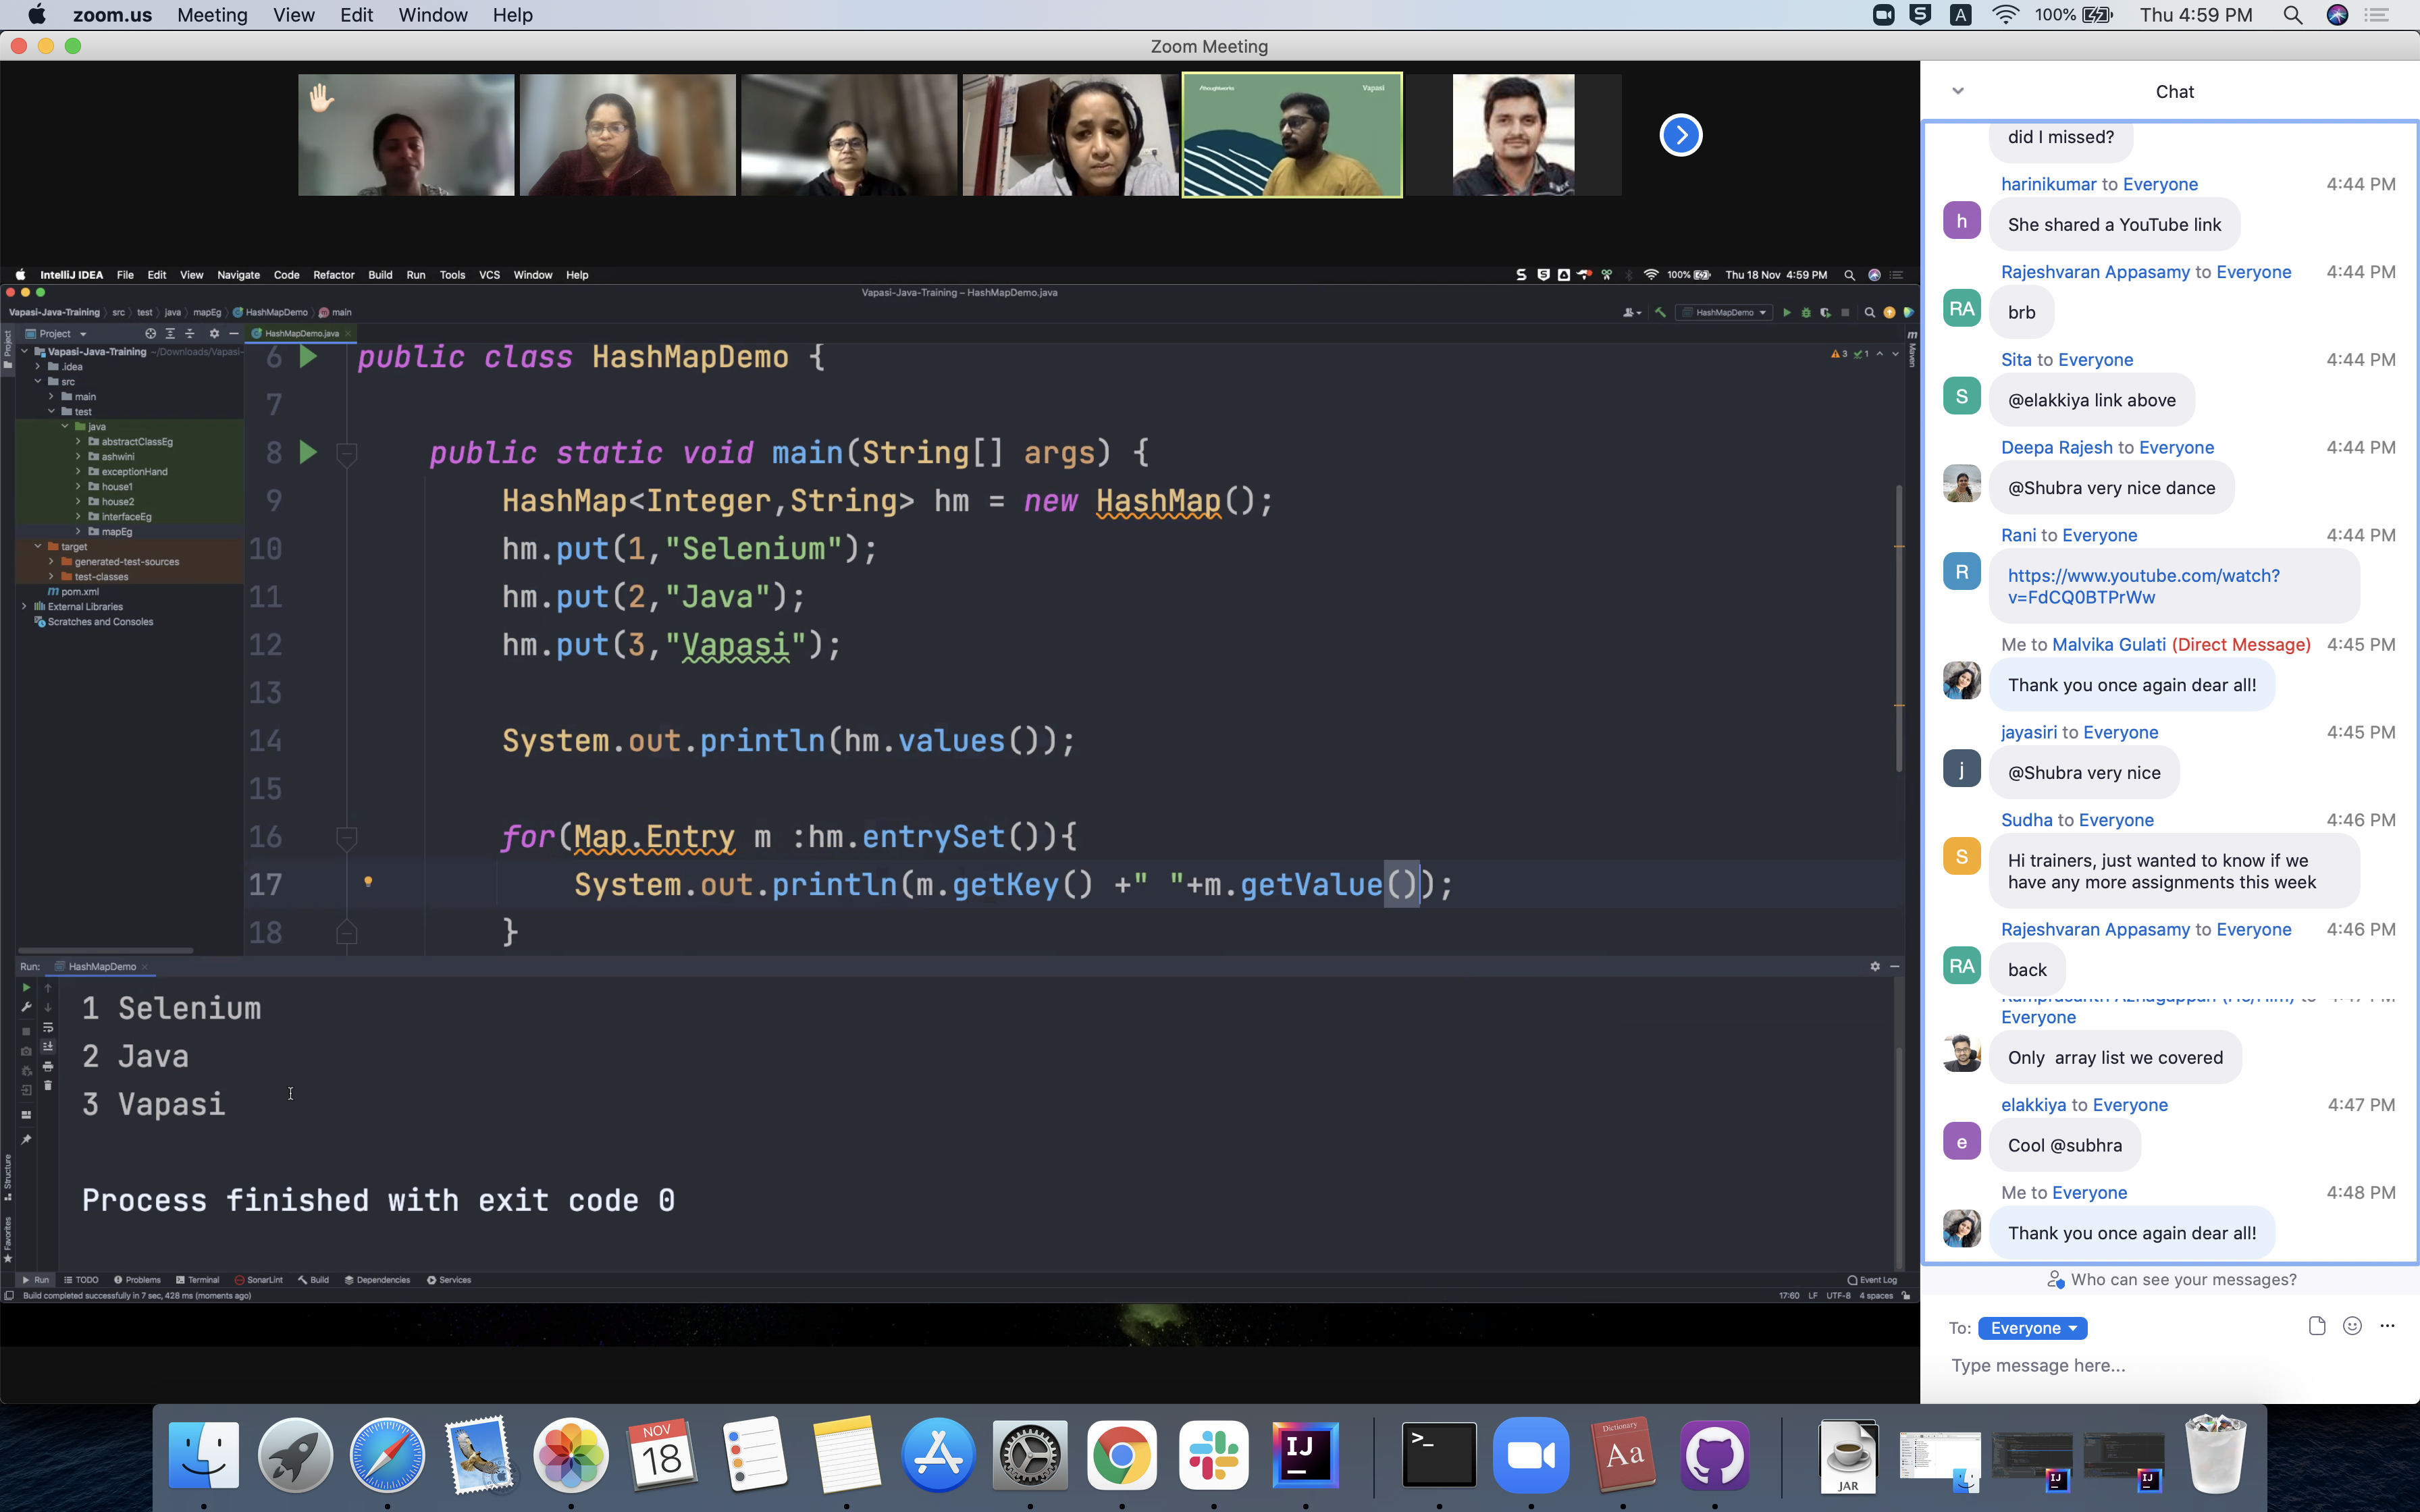 zoom.us Meeting View Edit Window Help
100% Thu 4:59 PM
Zoom Meeting
/thoughtworks Vapasi
Chat
did I missed?
harinikumar to Everyone 4:44 PM
h
She shared a YouTube link
Rajeshvaran Appasamy to Everyone 4:44 PM
RA
brb
Sita to Everyone 4:44 PM
S
@elakkiya link above
Deepa Rajesh to Everyone 4:44 PM
@Shubra very nice dance
Rani to Everyone 4:44 PM
R
https://www.youtube.com/watch?
v=FdCQ0BTPrWw
Me to Malvika Gulati (Direct Message) 4:45 PM
Thank you once again dear all!
jayasiri to Everyone 4:45 PM
j
@Shubra very nice
Sudha to Everyone 4:46 PM
S
Hi trainers, just wanted to know if we
have any more assignments this week
Rajeshvaran Appasamy to Everyone 4:46 PM
RA
back
Everyone
Only array list we covered
elakkiya to Everyone 4:47 PM
e
Cool @subhra
Me to Everyone 4:48 PM
Thank you once again dear all!
Who can see your messages?
To: Everyone
Type message here...
IntelliJ IDEA File Edit View Navigate Code Refactor Build Run Tools VCS Window Help
100% Thu 18 Nov 4:59 PM
Vapasi-Java-Training – HashMapDemo.java
Vapasi-Java-Training src test java mapEg HashMapDemo main
HashMapDemo
Project
HashMapDemo.java
Project
Maven
Vapasi-Java-Training ~/Downloads/Vapasi-
.idea
src
main
test
java
abstractClassEg
ashwini
exceptionHand
house1
house2
interfaceEg
mapEg
target
generated-test-sources
test-classes
pom.xml
External Libraries
Scratches and Consoles
3 1
6 public class HashMapDemo {
7
8 public static void main(String[] args) {
9 HashMap<Integer,String> hm = new HashMap();
10 hm.put(1,"Selenium");
11 hm.put(2,"Java");
12 hm.put(3,"Vapasi");
13
14 System.out.println(hm.values());
15
16 for(Map.Entry m :hm.entrySet()){
17 System.out.println(m.getKey() +" "+m.getValue());
18 }
Run: HashMapDemo
1 Selenium
2 Java
3 Vapasi
Process finished with exit code 0
Structure
Favorites
Run TODO Problems Terminal SonarLint Build Dependencies Services
Event Log
Build completed successfully in 7 sec, 428 ms (moments ago)
17:60 LF UTF-8 4 spaces
NOV
18
IJ
>_
Dictionary
Aa
JAR
IJ
IJ